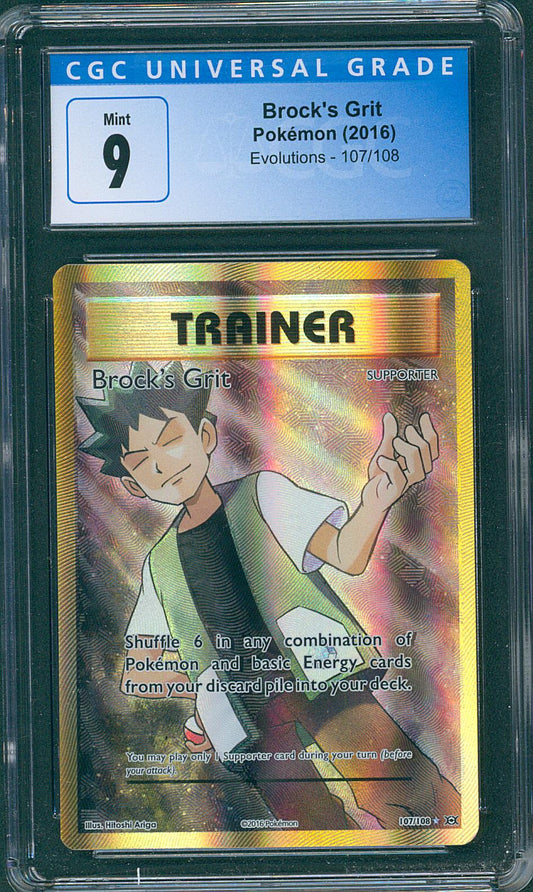 CGC UNIVERSAL GRADE
Mint
9
Brock's Grit
Pokémon (2016)
Evolutions - 107/108
TRAINER
Brock's Grit
SUPPORTER
Shuffle 6 in any combination of
Pokémon and basic Energy cards
from your discard pile into your deck.
You may play only 1 Supporter card during your turn (before
your attack).
Illus. Hitoshi Ariga
©2016 Pokémon
107/108